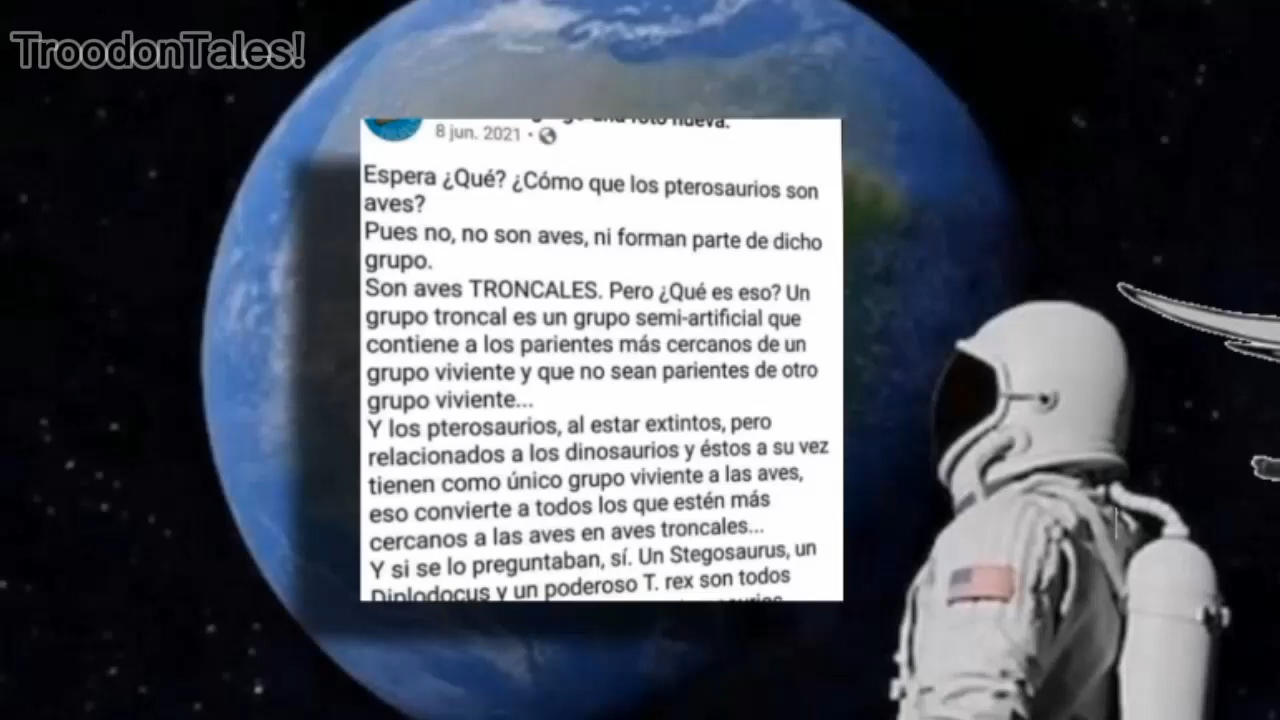 TroodonTales!
nueva.
8 jun. 2021
Espera ¿Qué? ¿Cómo que los pterosaurios son
aves?
Pues no, no son aves, ni forman parte de dicho
grupo.
Son aves TRONCALES. Pero ¿Qué es eso? Un
grupo troncal es un grupo semi-artificial que
contiene a los parientes más cercanos de un
grupo viviente y que no sean parientes de otro
grupo viviente...
Y los pterosaurios, al estar extintos, pero
relacionados a los dinosaurios y éstos a su vez
tienen como único grupo viviente a las aves,
eso convierte a todos los que estén más
cercanos a las aves en aves troncales...
Y si se lo preguntaban, sí. Un Stegosaurus, un
Diplodocus y un poderoso T. rex son todos